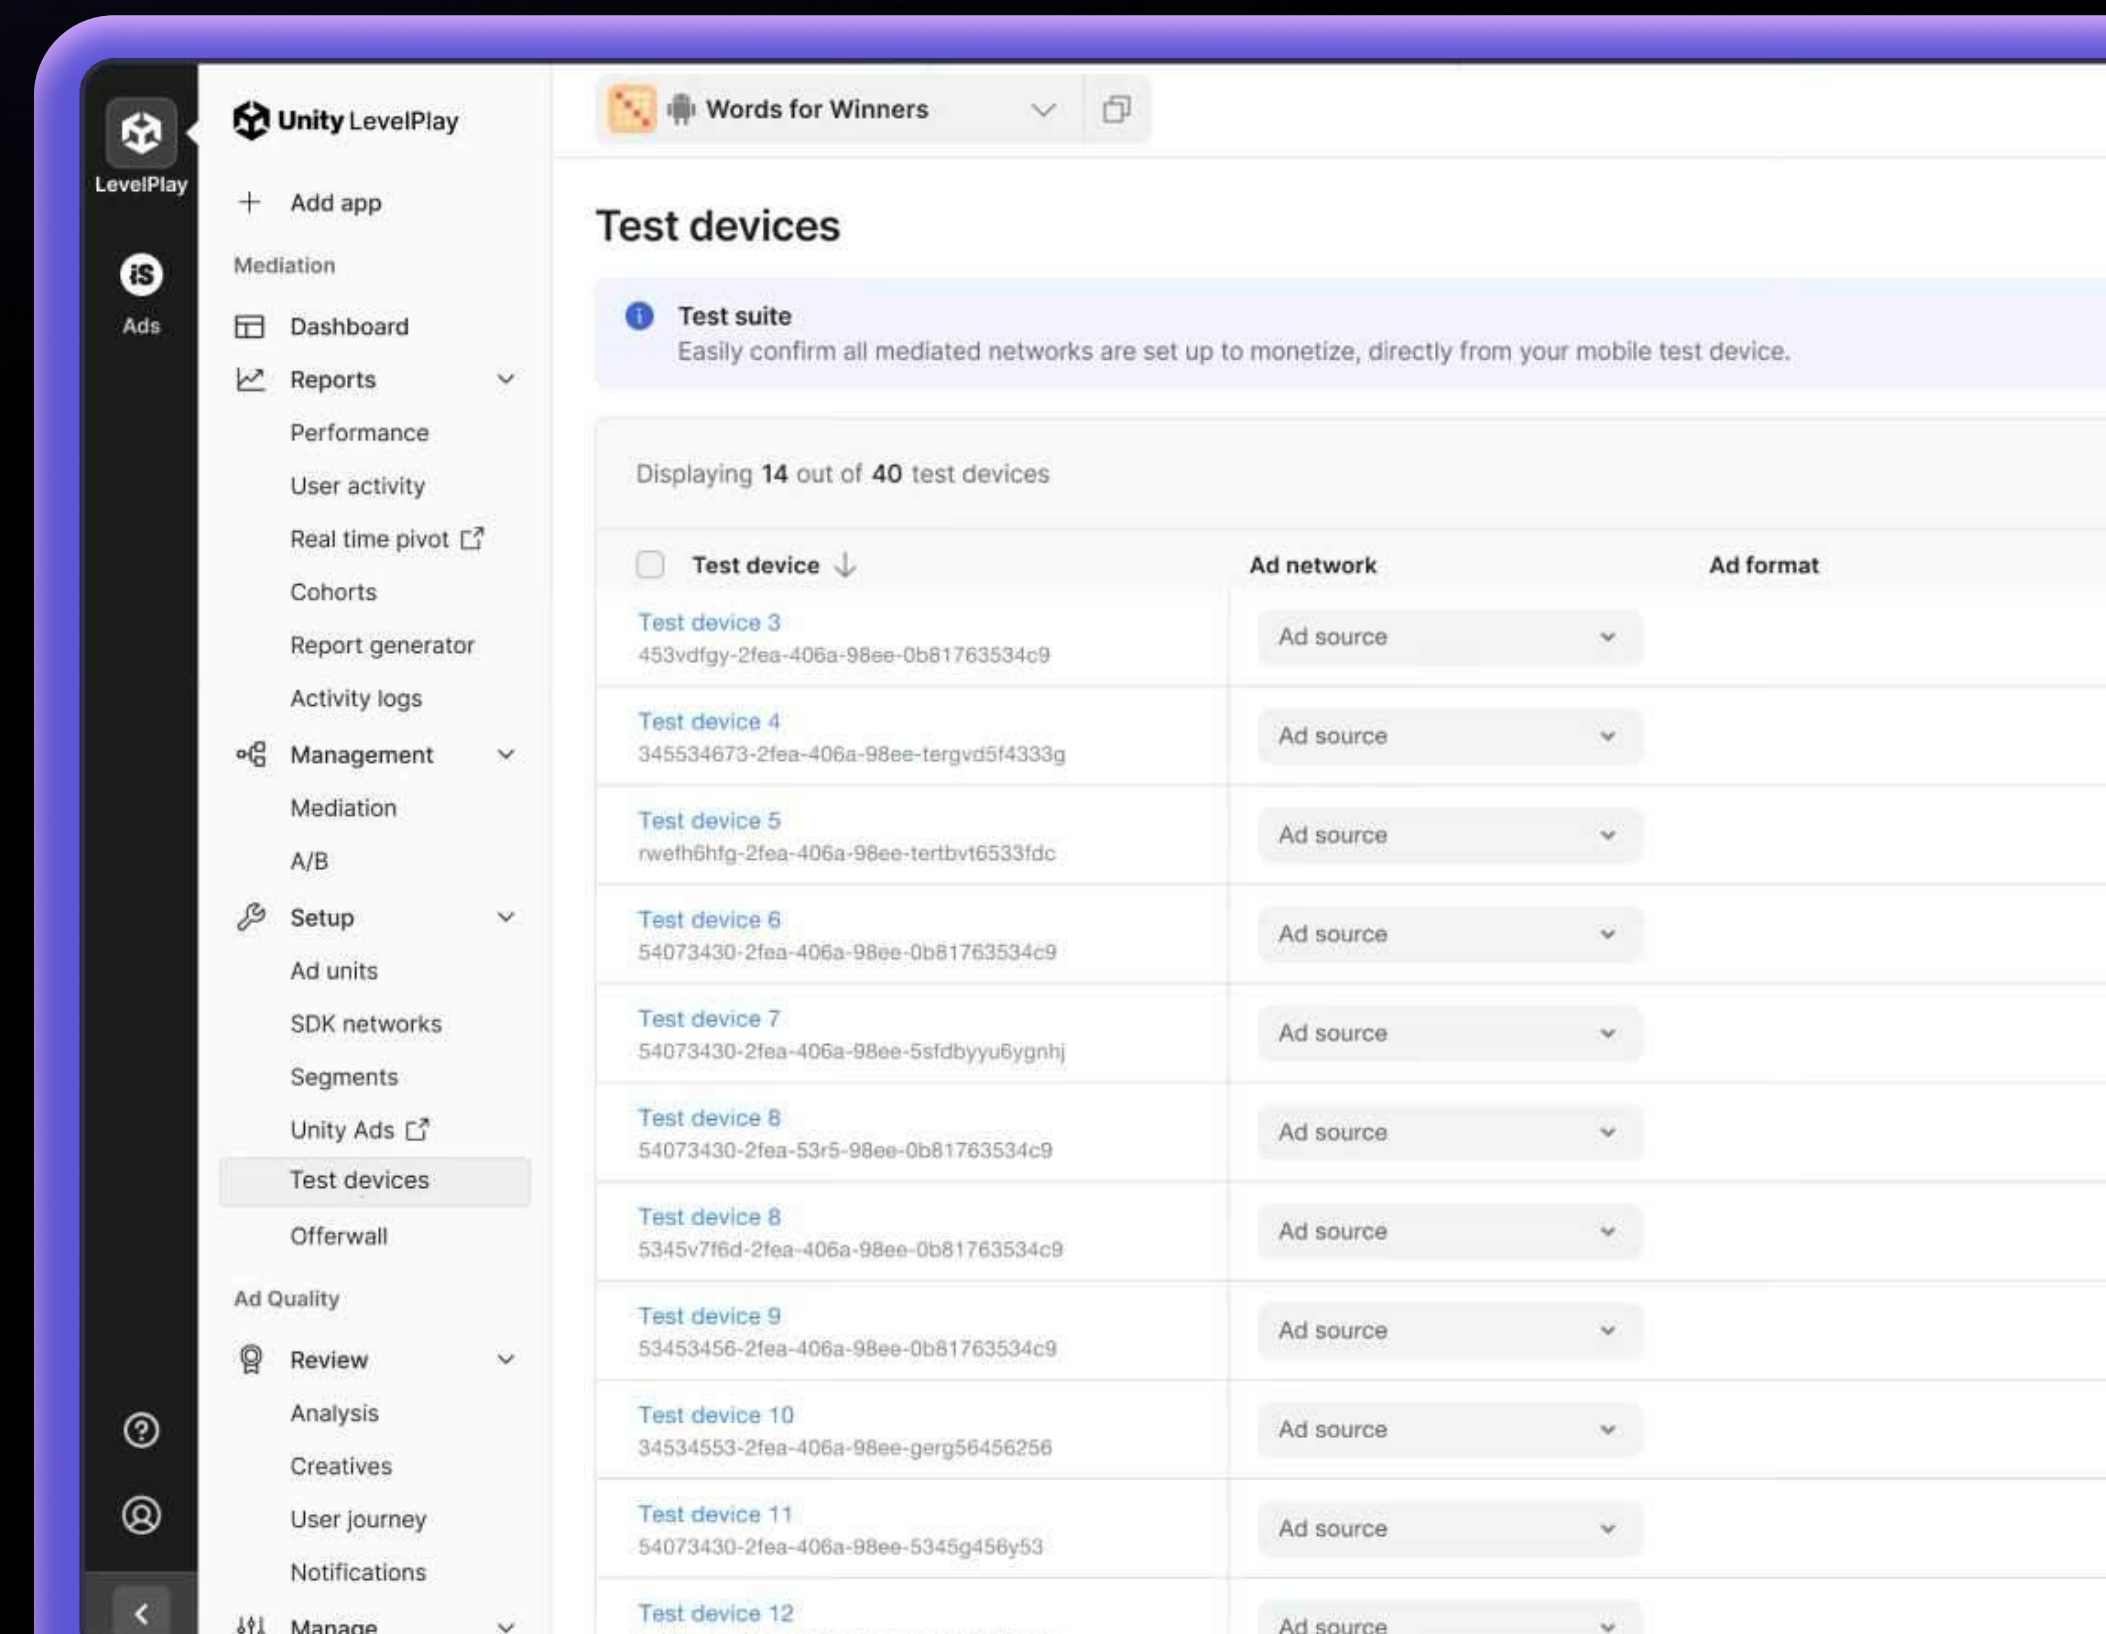 LevelPlay
iS
Ads
Unity LevelPlay
Add app
Mediation
Dashboard
Reports
Performance
User activity
Real time pivot
Cohorts
Report generator
Activity logs
Management
Mediation
A/B
Setup
Ad units
SDK networks
Segments
Unity Ads
Test devices
Offerwall
Ad Quality
Review
Analysis
Creatives
User journey
Notifications
Manage
Words for Winners
Test devices
Test suite
Easily confirm all mediated networks are set up to monetize, directly from your mobile test device.
Displaying 14 out of 40 test devices
Test device Ad network Ad format
Test device 3
453vdfgy-2fea-406a-98ee-0b81763534c9
Ad source
Test device 4
345534673-2fea-406a-98ee-tergvd5f4333g
Ad source
Test device 5
rwefh6hfg-2fea-406a-98ee-tertbvt6533fdc
Ad source
Test device 6
54073430-2fea-406a-98ee-0b81763534c9
Ad source
Test device 7
54073430-2fea-406a-98ee-5sfdbyyu6ygnhj
Ad source
Test device 8
54073430-2fea-53r5-98ee-0b81763534c9
Ad source
Test device 8
5345v7f6d-2fea-406a-98ee-0b81763534c9
Ad source
Test device 9
53453456-2fea-406a-98ee-0b81763534c9
Ad source
Test device 10
34534553-2fea-406a-98ee-gerg56456256
Ad source
Test device 11
54073430-2fea-406a-98ee-5345g456y53
Ad source
Test device 12
Ad source